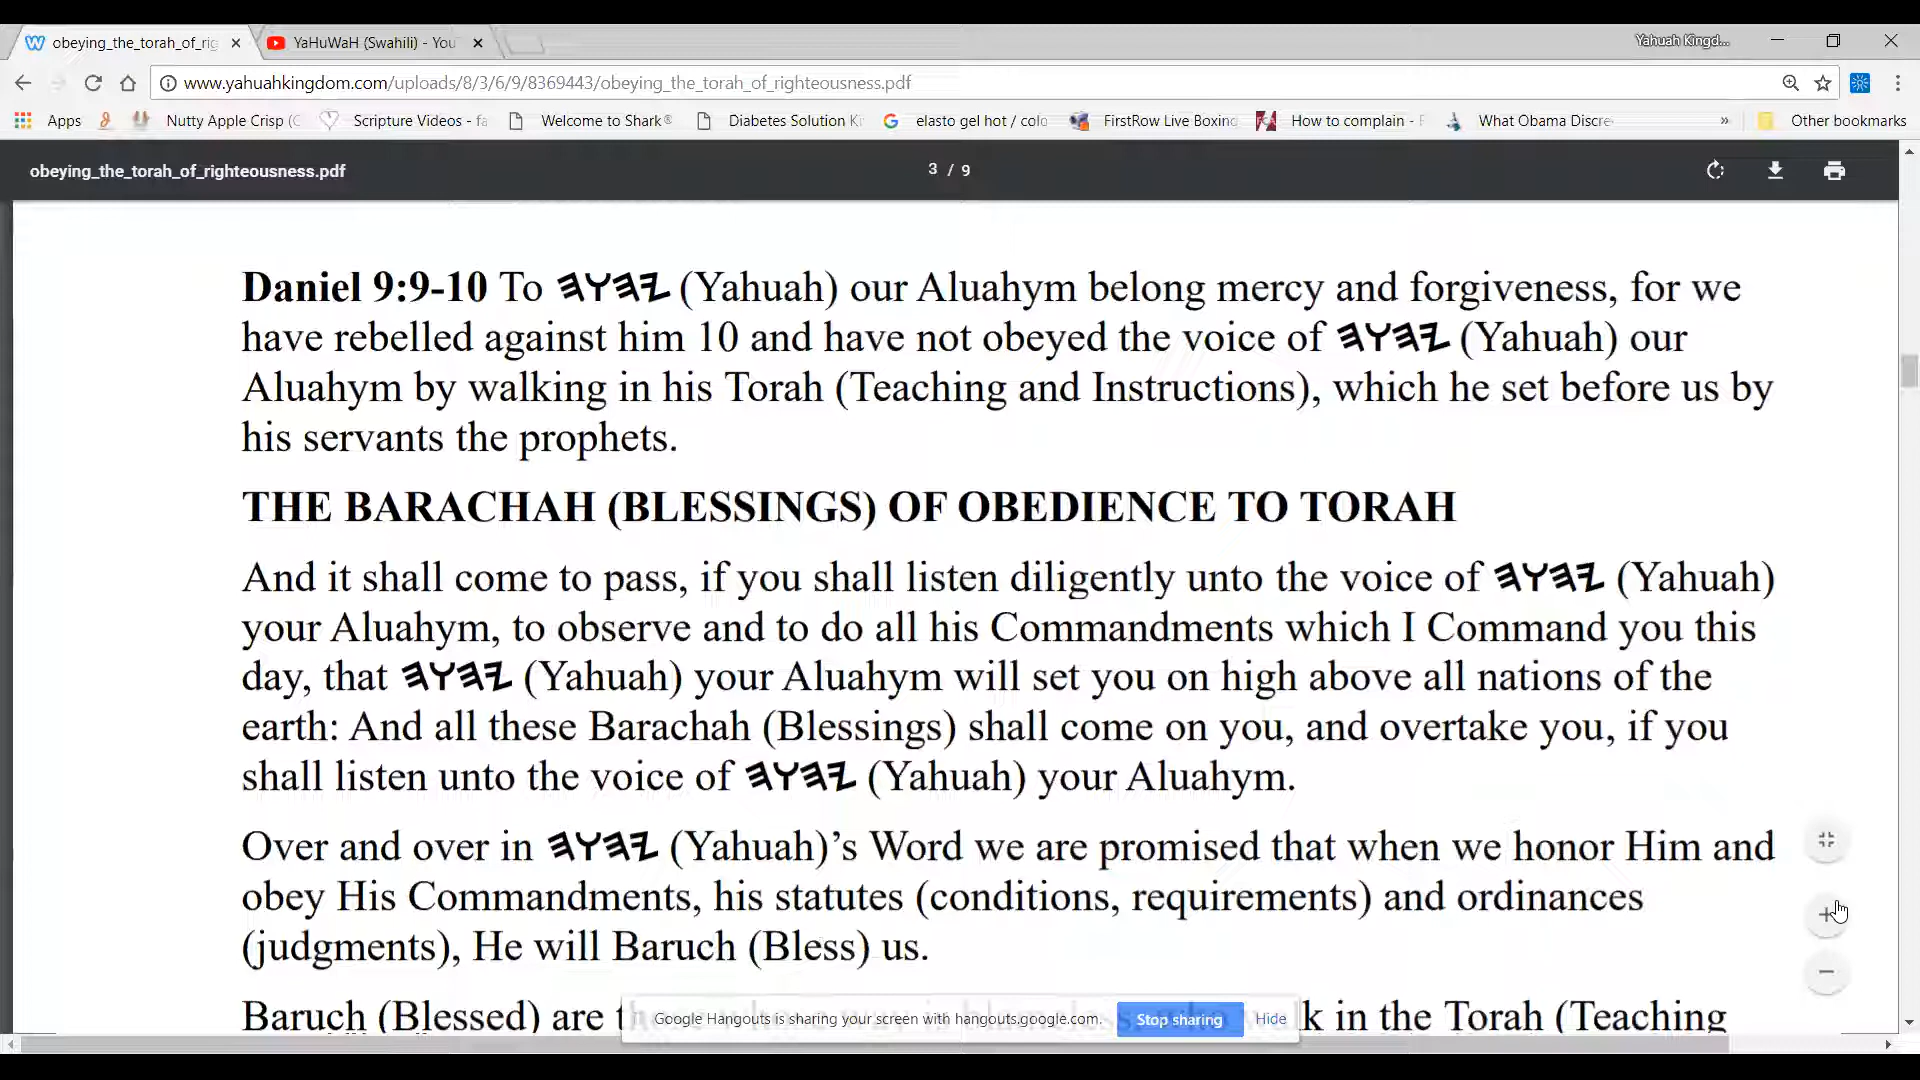 obeying_the_torah_of_rig
YaHuWaH (Swahili) - You
Yahuah Kingd...
www.yahuahkingdom.com/uploads/8/3/6/9/8369443/obeying_the_torah_of_righteousness.pdf
Apps Nutty Apple Crisp (C Scripture Videos - fa Welcome to Shark® Diabetes Solution Ki elasto gel hot / colo FirstRow Live Boxing How to complain - F What Obama Discre » Other bookmarks
obeying_the_torah_of_righteousness.pdf 3 / 9
Daniel 9:9-10 To 𐤉𐤄𐤅𐤄 (Yahuah) our Aluahym belong mercy and forgiveness, for we
have rebelled against him 10 and have not obeyed the voice of 𐤉𐤄𐤅𐤄 (Yahuah) our
Aluahym by walking in his Torah (Teaching and Instructions), which he set before us by
his servants the prophets.
THE BARACHAH (BLESSINGS) OF OBEDIENCE TO TORAH
And it shall come to pass, if you shall listen diligently unto the voice of 𐤉𐤄𐤅𐤄 (Yahuah)
your Aluahym, to observe and to do all his Commandments which I Command you this
day, that 𐤉𐤄𐤅𐤄 (Yahuah) your Aluahym will set you on high above all nations of the
earth: And all these Barachah (Blessings) shall come on you, and overtake you, if you
shall listen unto the voice of 𐤉𐤄𐤅𐤄 (Yahuah) your Aluahym.
Over and over in 𐤉𐤄𐤅𐤄 (Yahuah)’s Word we are promised that when we honor Him and
obey His Commandments, his statutes (conditions, requirements) and ordinances
(judgments), He will Baruch (Bless) us.
Baruch (Blessed) are in the Torah (Teaching
Google Hangouts is sharing your screen with hangouts.google.com. Stop sharing Hide